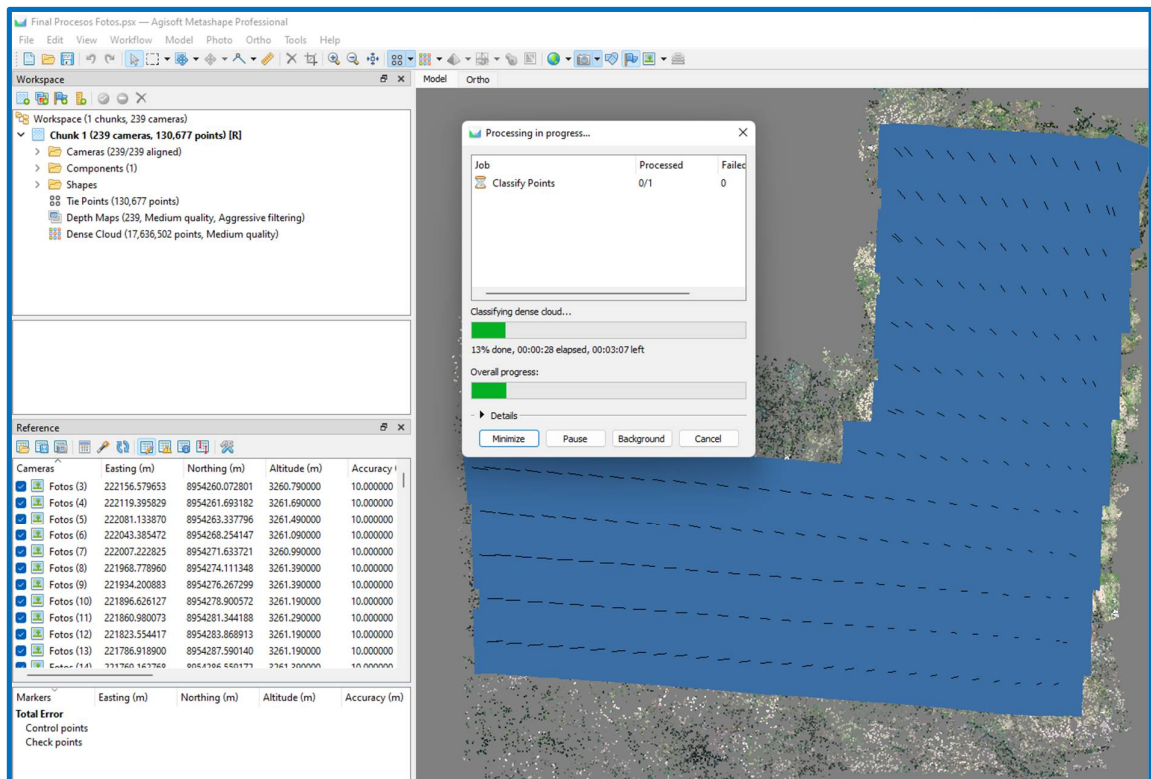 Final Procesos Fotos.psx — Agisoft Metashape Professional
File Edit View Workflow Model Photo Ortho Tools Help
Workspace
Workspace (1 chunks, 239 cameras)
Chunk 1 (239 cameras, 130,677 points) [R]
Cameras (239/239 aligned)
Components (1)
Shapes
Tie Points (130,677 points)
Depth Maps (239, Medium quality, Aggressive filtering)
Dense Cloud (17,636,502 points, Medium quality)
Model Ortho
Processing in progress...
Job Processed Failed
Classify Points 0/1 0
Classifying dense cloud...
13% done, 00:00:28 elapsed, 00:03:07 left
Overall progress:
Details
Minimize Pause Background Cancel
Reference
Cameras Easting (m) Northing (m) Altitude (m) Accuracy (
Fotos (3) 222156.579653 8954260.072801 3260.790000 10.000000
Fotos (4) 222119.395829 8954261.693182 3261.690000 10.000000
Fotos (5) 222081.133870 8954263.337796 3261.490000 10.000000
Fotos (6) 222043.385472 8954268.254147 3261.090000 10.000000
Fotos (7) 222007.222825 8954271.633721 3260.990000 10.000000
Fotos (8) 221968.778960 8954274.111348 3261.390000 10.000000
Fotos (9) 221934.200883 8954276.267299 3261.390000 10.000000
Fotos (10) 221896.626127 8954278.900572 3261.190000 10.000000
Fotos (11) 221860.980073 8954281.344188 3261.290000 10.000000
Fotos (12) 221823.554417 8954283.868913 3261.190000 10.000000
Fotos (13) 221786.918900 8954287.590140 3261.190000 10.000000
Fotos (14)
Markers Easting (m) Northing (m) Altitude (m) Accuracy (m)
Total Error
Control points
Check points